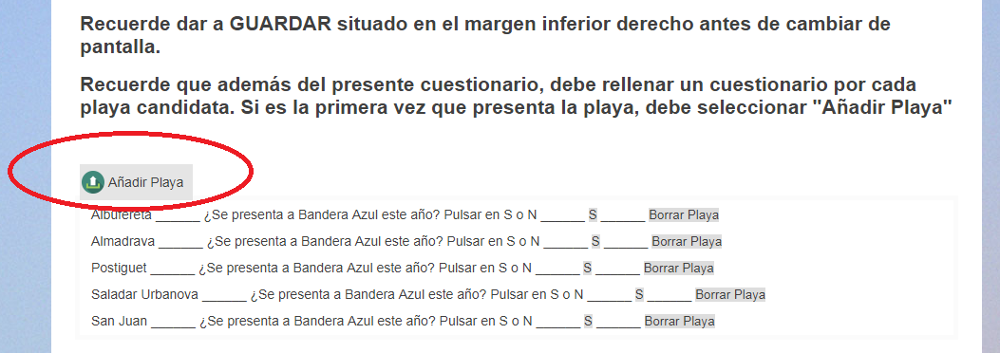 Recuerde dar a GUARDAR situado en el margen inferior derecho antes de cambiar de
pantalla.
Recuerde que además del presente cuestionario, debe rellenar un cuestionario por cada
playa candidata. Si es la primera vez que presenta la playa, debe seleccionar "Añadir Playa"
Añadir Playa
Albufereta ______ ¿Se presenta a Bandera Azul este año? Pulsar en S o N ______ S ______ Borrar Playa
Almadrava ______ ¿Se presenta a Bandera Azul este año? Pulsar en S o N ______ S ______ Borrar Playa
Postiguet ______ ¿Se presenta a Bandera Azul este año? Pulsar en S o N ______ S ______ Borrar Playa
Saladar Urbanova ______ ¿Se presenta a Bandera Azul este año? Pulsar en S o N ______ S ______ Borrar Playa
San Juan ______ ¿Se presenta a Bandera Azul este año? Pulsar en S o N ______ S ______ Borrar Playa